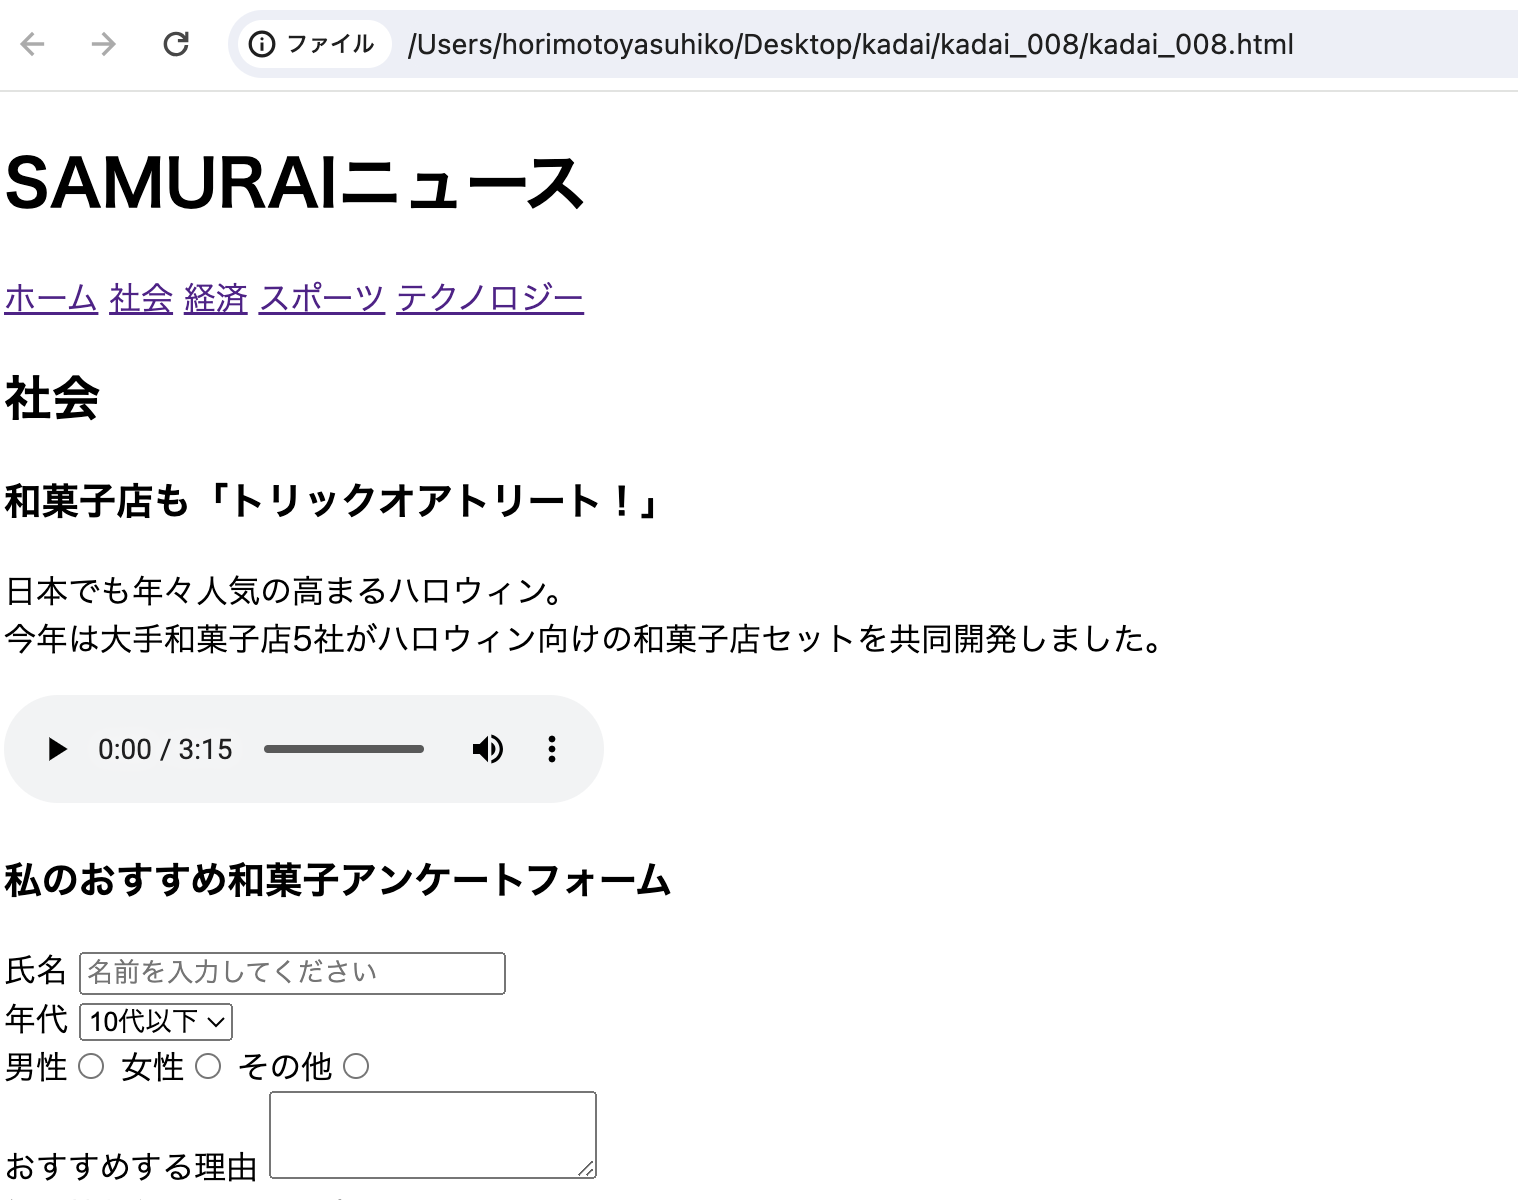 ファイル /Users/horimotoyasuhiko/Desktop/kadai/kadai_008/kadai_008.html
SAMURAIニュース
ホーム 社会 経済 スポーツ テクノロジー
社会
和菓子店も「トリックオアトリート！」
日本でも年々人気の高まるハロウィン。
今年は大手和菓子店5社がハロウィン向けの和菓子店セットを共同開発しました。
0:00 / 3:15
私のおすすめ和菓子アンケートフォーム
氏名 名前を入力してください
年代 10代以下
男性 女性 その他
おすすめする理由